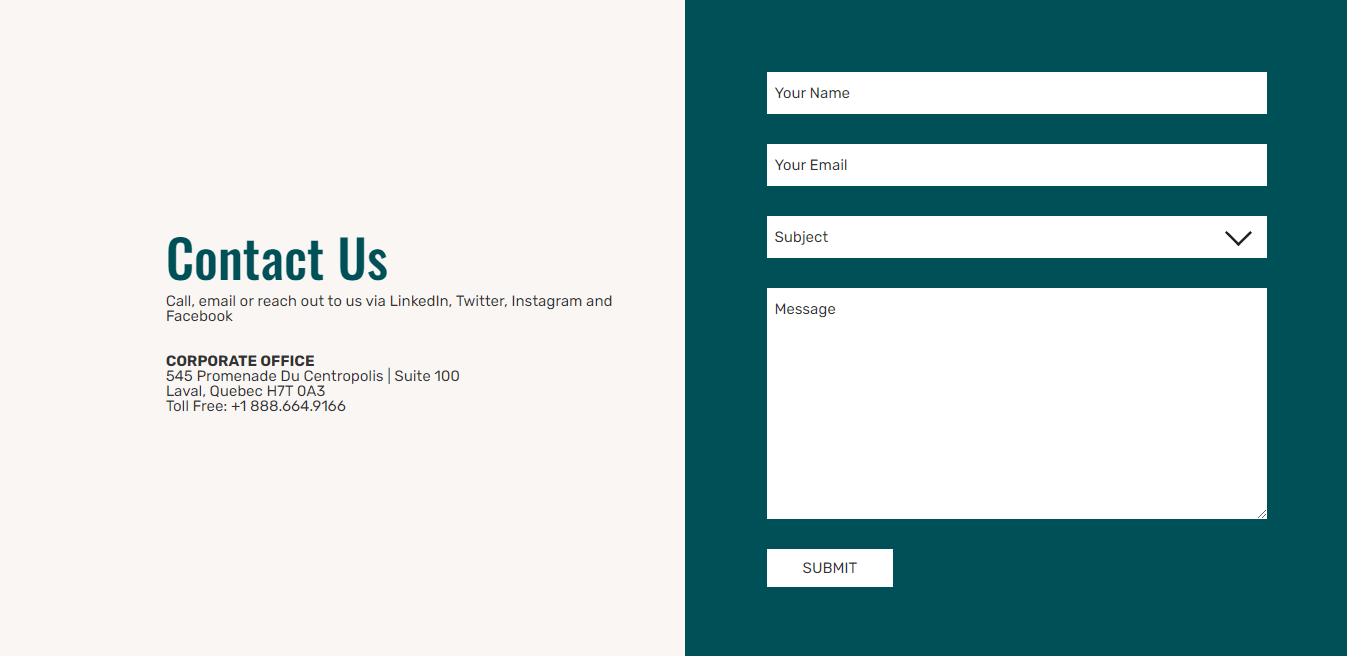 Contact Us
Call, email or reach out to us via LinkedIn, Twitter, Instagram and
Facebook
CORPORATE OFFICE
545 Promenade Du Centropolis | Suite 100
Laval, Quebec H7T 0A3
Toll Free: +1 888.664.9166
Your Name
Your Email
Subject
Message
SUBMIT